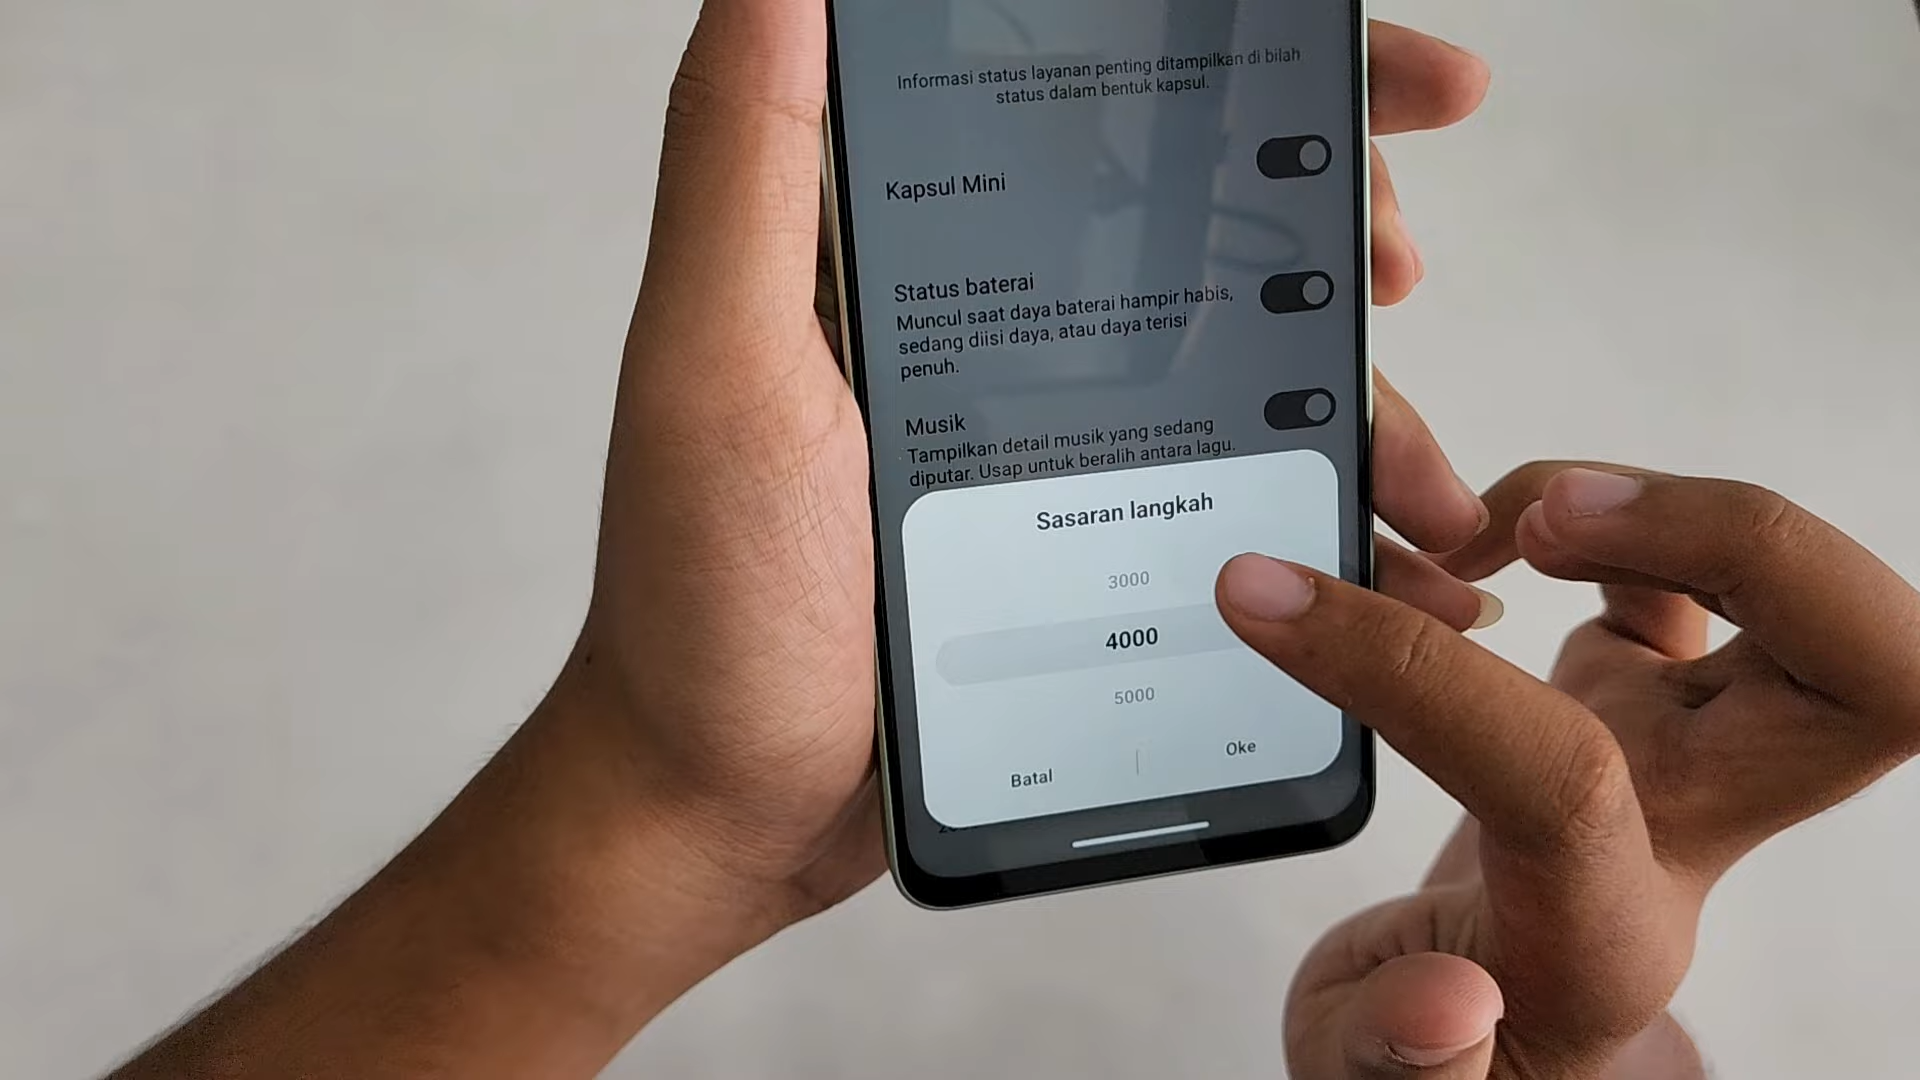 Informasi status layanan penting ditampilkan di bilah
status dalam bentuk kapsul.
Kapsul Mini
Status baterai
Muncul saat daya baterai hampir habis,
sedang diisi daya, atau daya terisi
penuh.
Musik
Tampilkan detail musik yang sedang
diputar. Usap untuk beralih antara lagu.
Sasaran langkah
3000
4000
5000
Batal
Oke